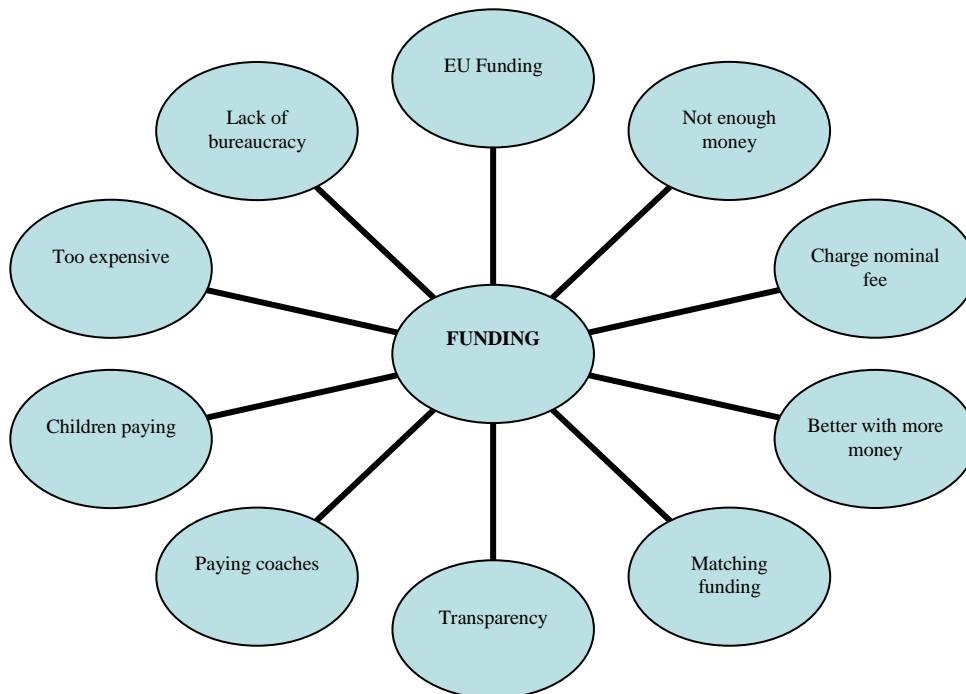 EU Funding
Lack of
bureaucracy
Not enough
money
Too expensive
Charge nominal
fee
FUNDING
Children paying
Better with more
money
Paying coaches
Matching
funding
Transparency